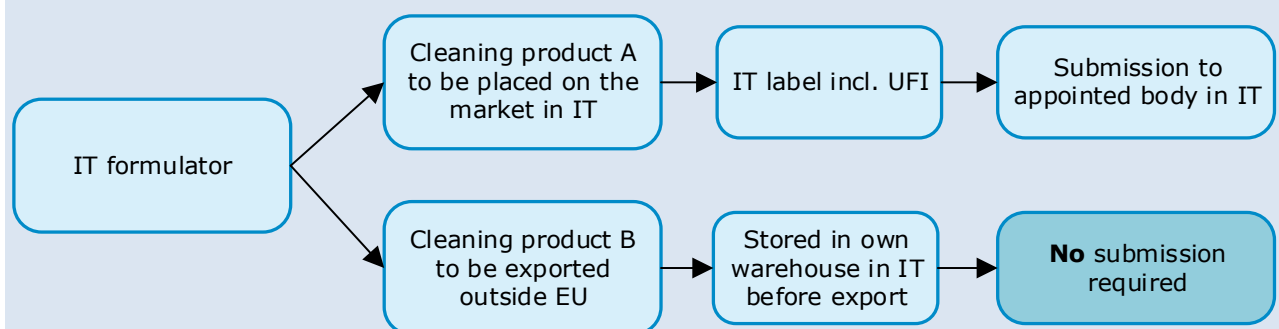 IT formulator
Cleaning product A
to be placed on the
market in IT
IT label incl. UFI
Submission to
appointed body in IT
Cleaning product B
to be exported
outside EU
Stored in own
warehouse in IT
before export
No submission
required